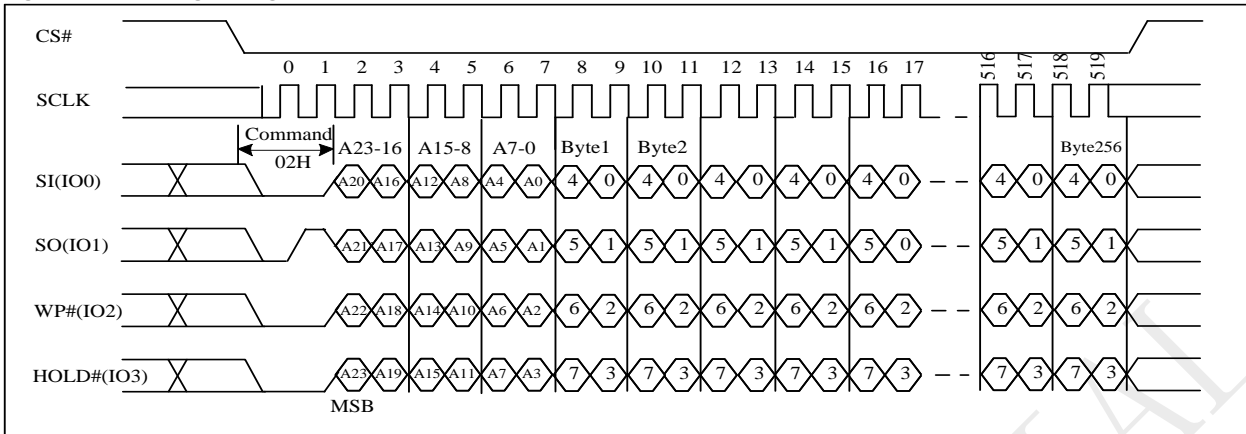 CS#
0 1 2 3 4 5 6 7 8 9 10 11 12 13 14 15 16 17 516 517 518 519
SCLK
Command
02H
A23-16 A15-8 A7-0 Byte1 Byte2 Byte256
SI(IO0) A20 A16 A12 A8 A4 A0 4 0 4 0 4 0 4 0 4 0 4 0 4 0
SO(IO1) A21 A17 A13 A9 A5 A1 5 1 5 1 5 1 5 1 5 0 5 1 5 1
WP#(IO2) A22 A18 A14 A10 A6 A2 6 2 6 2 6 2 6 2 6 2 6 2 6 2
HOLD#(IO3) A23 A19 A15 A11 A7 A3 7 3 7 3 7 3 7 3 7 3 7 3 7 3
MSB